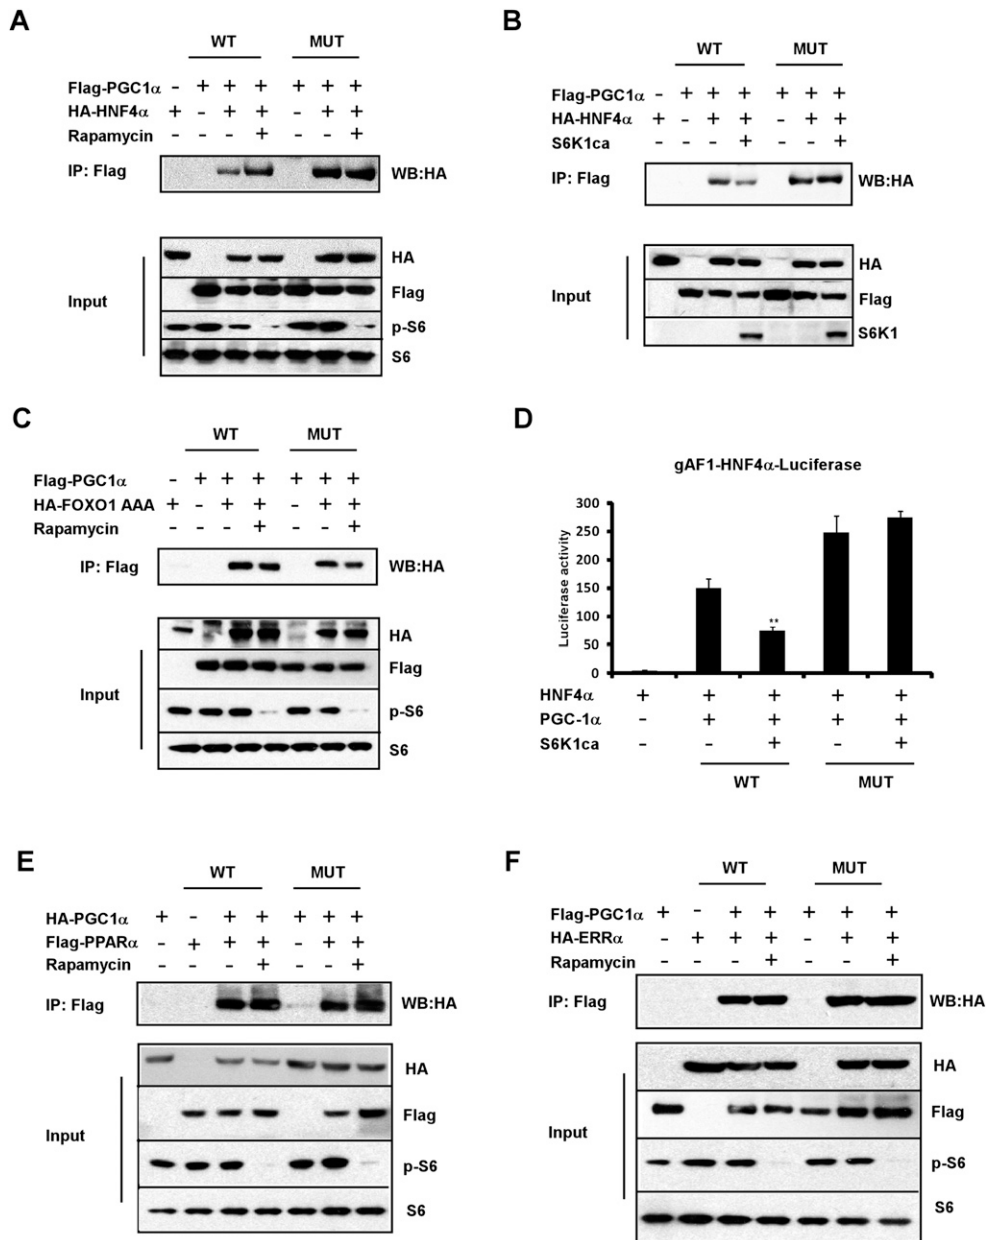 A
WT MUT
Flag-PGC1α - + + + + + +
HA-HNF4α + - + + - + +
Rapamycin - - - + - - +
IP: Flag WB:HA
Input
HA
Flag
p-S6
S6
B
WT MUT
Flag-PGC1α - + + + + + +
HA-HNF4α + - + + - + +
S6K1ca - - - + - - +
IP: Flag WB:HA
Input
HA
Flag
S6K1
C
WT MUT
Flag-PGC1α - + + + + + +
HA-FOXO1 AAA + - + + - + +
Rapamycin - - - + - - +
IP: Flag WB:HA
Input
HA
Flag
p-S6
S6
D
gAF1-HNF4α-Luciferase
Luciferase activity
300
250
200
150
100
50
0
**
HNF4α + + + + +
PGC-1α - + + + +
S6K1ca - - + - +
WT MUT
E
WT MUT
HA-PGC1α + - + + + + +
Flag-PPARα - + + + - + +
Rapamycin - - - + - - +
IP: Flag WB:HA
Input
HA
Flag
p-S6
S6
F
WT MUT
Flag-PGC1α + - + + + + +
HA-ERRα - + + + - + +
Rapamycin - - - + - - +
IP: Flag WB:HA
Input
HA
Flag
p-S6
S6